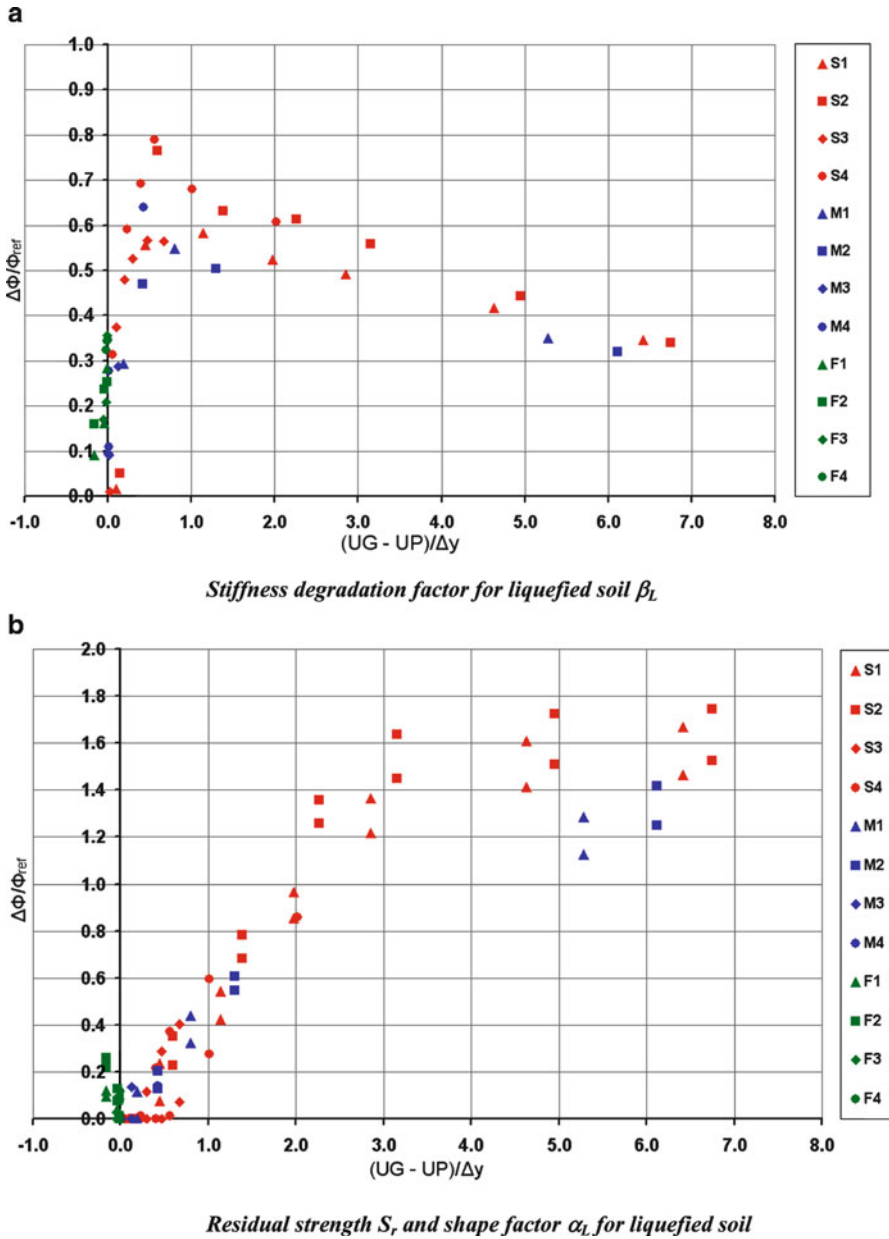 a
1.0
0.9
0.8
0.7
0.6
0.5
0.4
0.3
0.2
0.1
0.0
ΔΦ/Φref
-1.0 0.0 1.0 2.0 3.0 4.0 5.0 6.0 7.0 8.0
(UG - UP)/Δy
S1
S2
S3
S4
M1
M2
M3
M4
F1
F2
F3
F4
Stiffness degradation factor for liquefied soil βL
b
2.0
1.8
1.6
1.4
1.2
1.0
0.8
0.6
0.4
0.2
0.0
ΔΦ/Φref
-1.0 0.0 1.0 2.0 3.0 4.0 5.0 6.0 7.0 8.0
(UG - UP)/Δy
S1
S2
S3
S4
M1
M2
M3
M4
F1
F2
F3
F4
Residual strength Sr and shape factor αL for liquefied soil